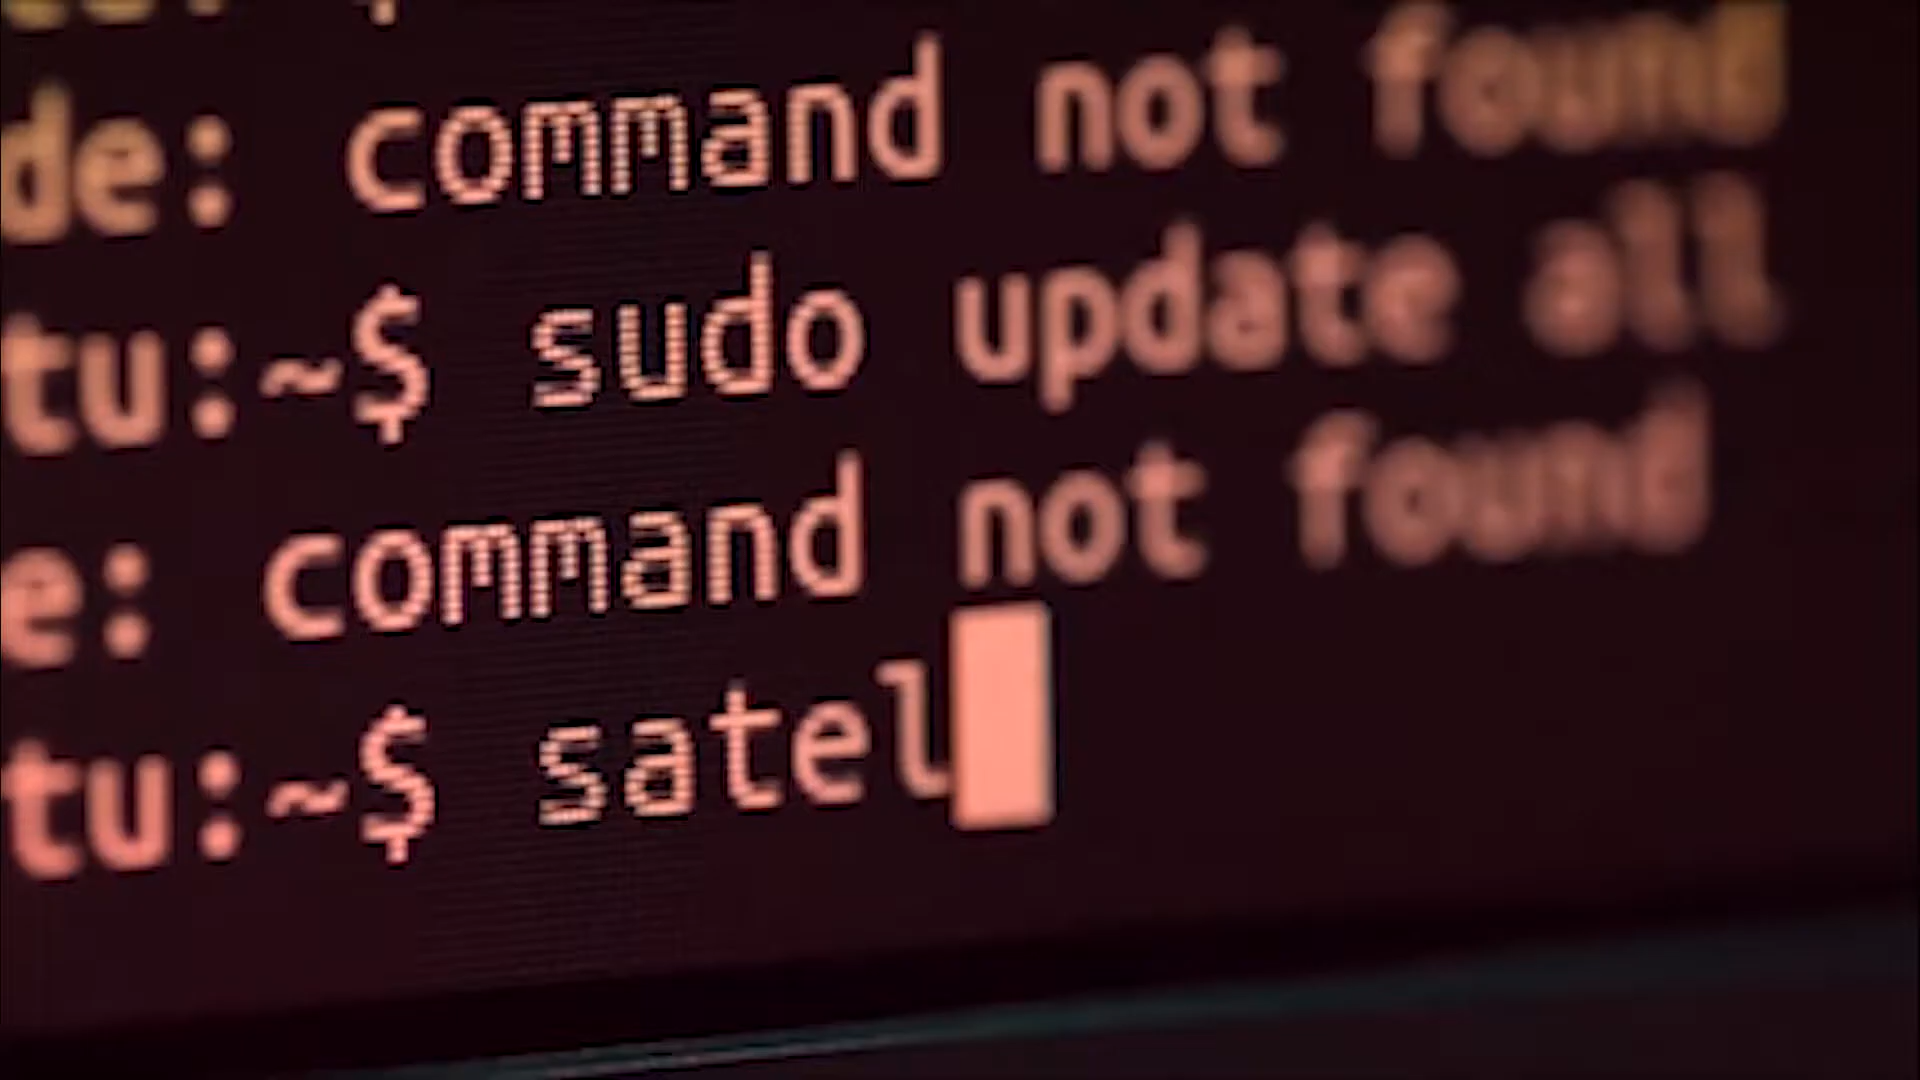 de: command not found
tu:~$ sudo update all
e: command not found
tu:~$ satel